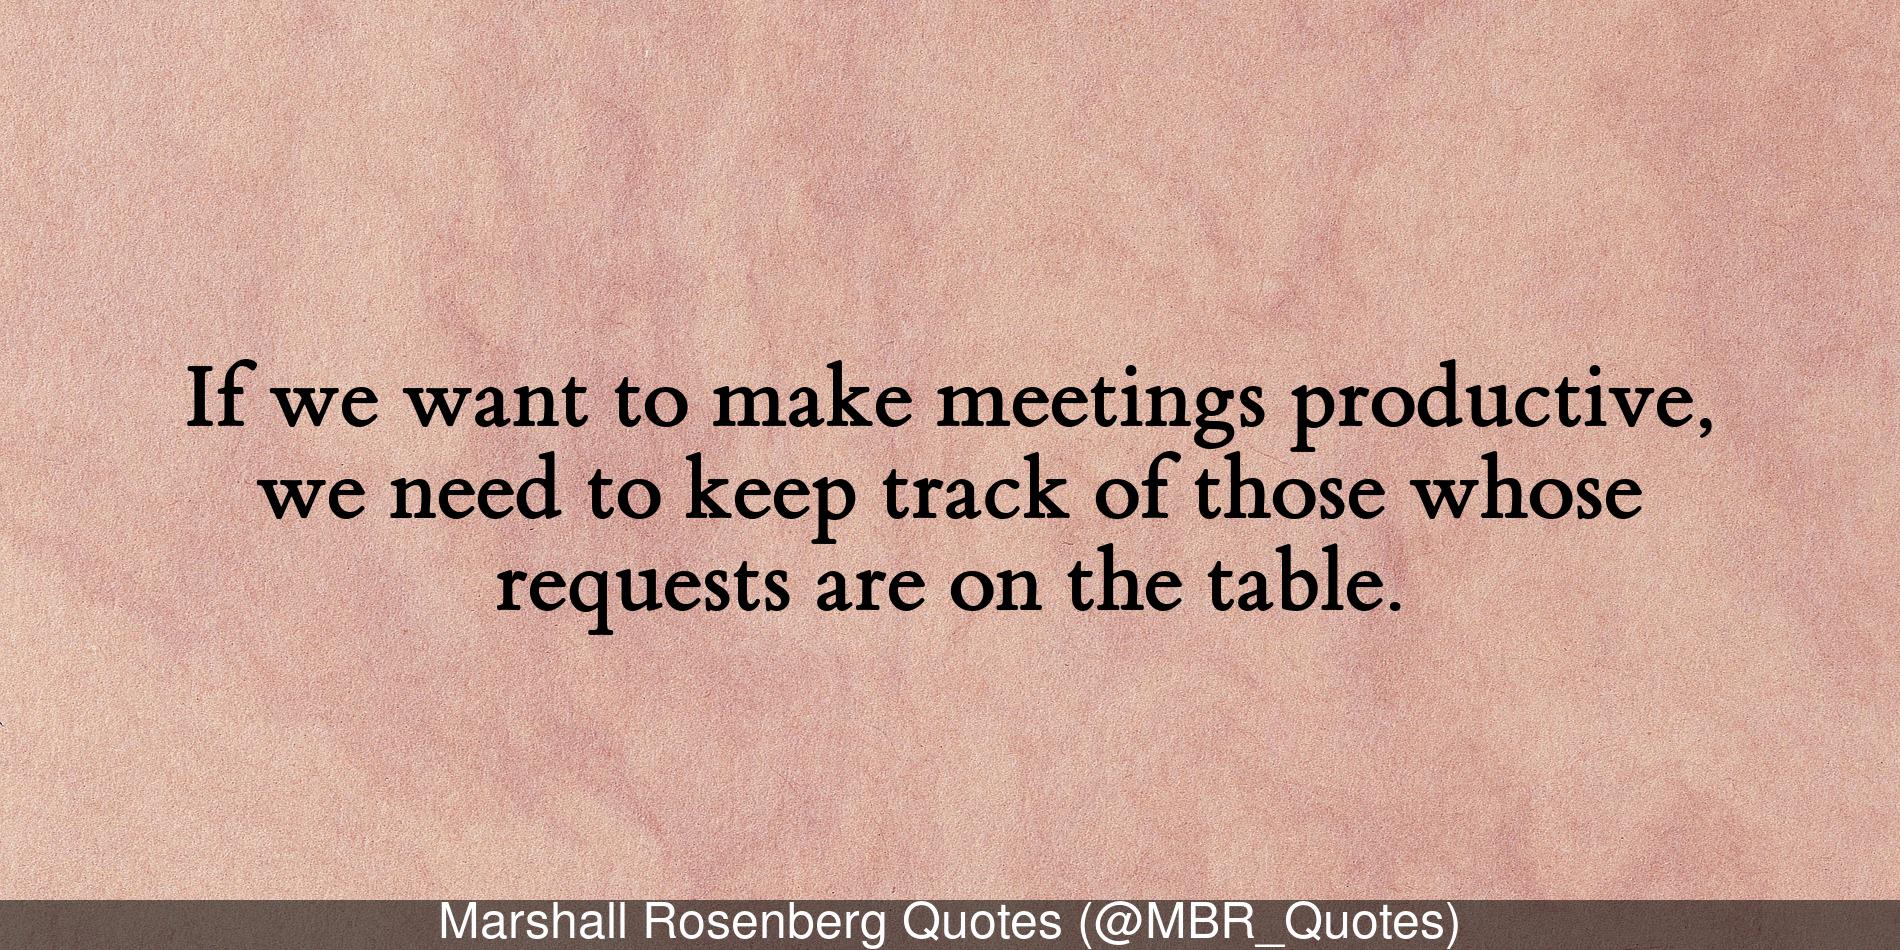 If we want to make meetings productive,
we need to keep track of those whose
requests are on the table.
Marshall Rosenberg Quotes (@MBR_Quotes)